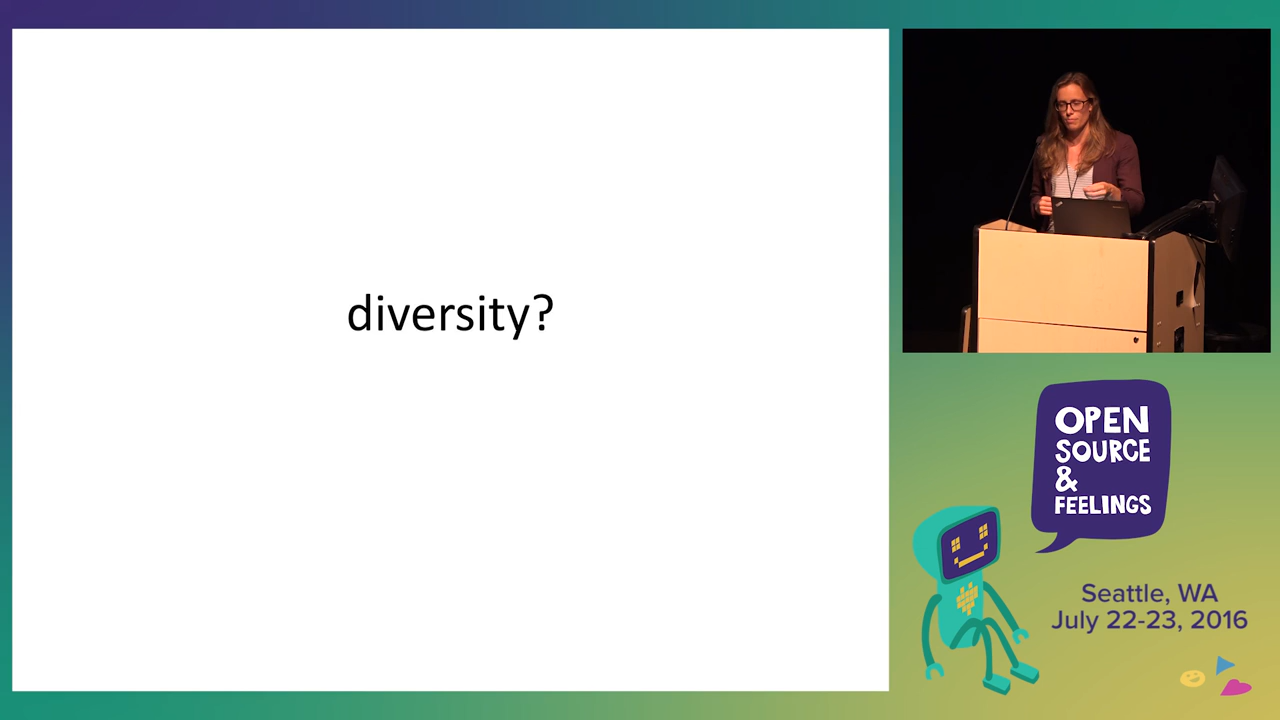 diversity?
OPEN
SOURCE
&
FEELINGS
Seattle, WA
July 22-23, 2016